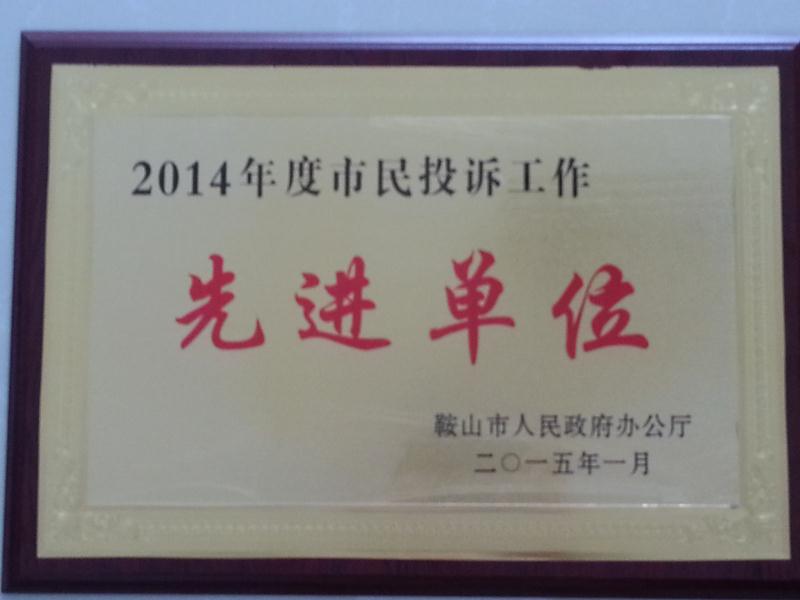 2014年度市民投诉工作
先进单位
鞍山市人民政府办公厅
二〇一五年一月